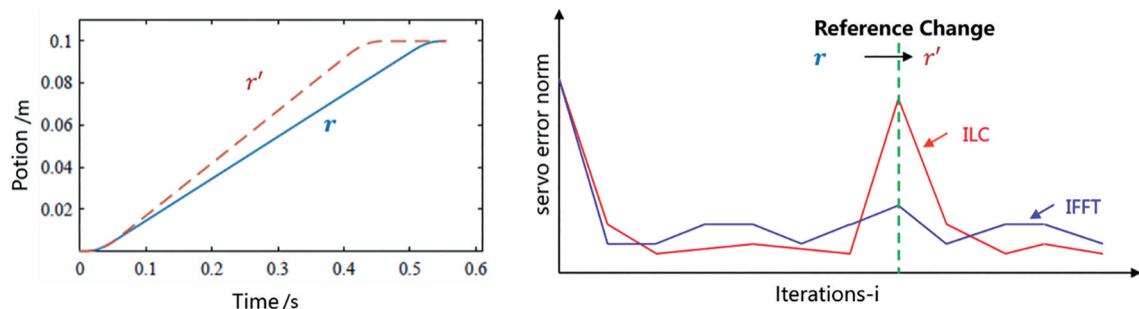 0.1
0.08
0.06
0.04
0.02
Potion /m
r′
r
0 0.1 0.2 0.3 0.4 0.5 0.6
Time /s
Reference Change
r r′
servo error norm
ILC
IFFT
Iterations-i